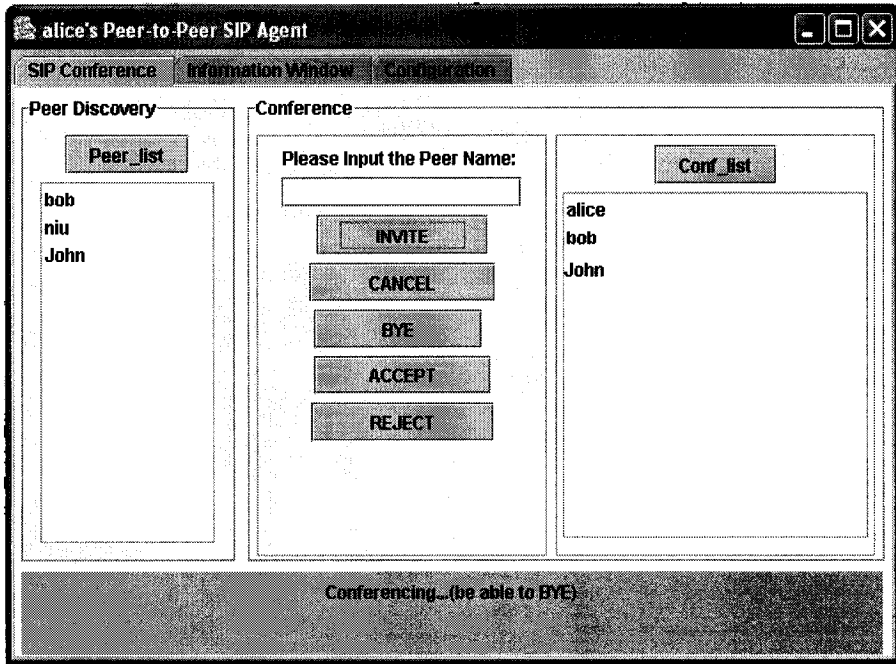 alice's Peer-to-Peer SIP Agent
SIP Conference Information Window Configuration
Peer Discovery
Peer_list
bob
niu
John
Conference
Please Input the Peer Name:
INVITE
CANCEL
BYE
ACCEPT
REJECT
Conf_list
alice
bob
John
Conferencing...(be able to BYE)